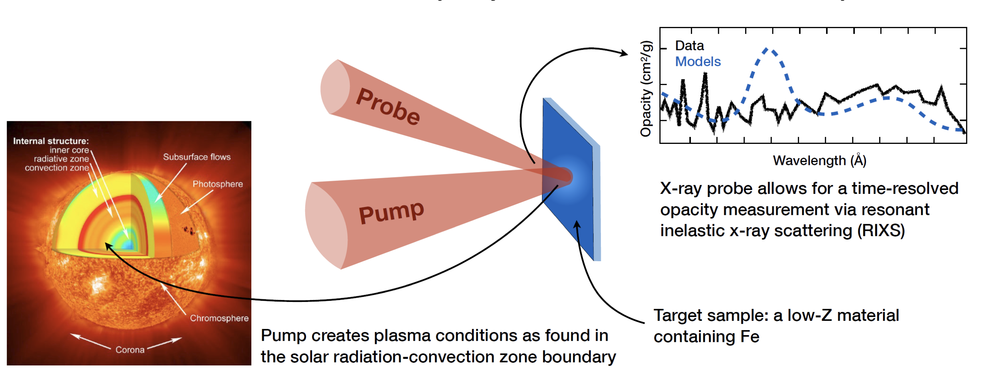 Internal structure:
inner core
radiative zone
convection zone
Subsurface flows
Photosphere
Chromosphere
Corona
Probe
Pump
Pump creates plasma conditions as found in
the solar radiation-convection zone boundary
Data
Models
Opacity (cm²/g)
Wavelength (Å)
X-ray probe allows for a time-resolved
opacity measurement via resonant
inelastic x-ray scattering (RIXS)
Target sample: a low-Z material
containing Fe